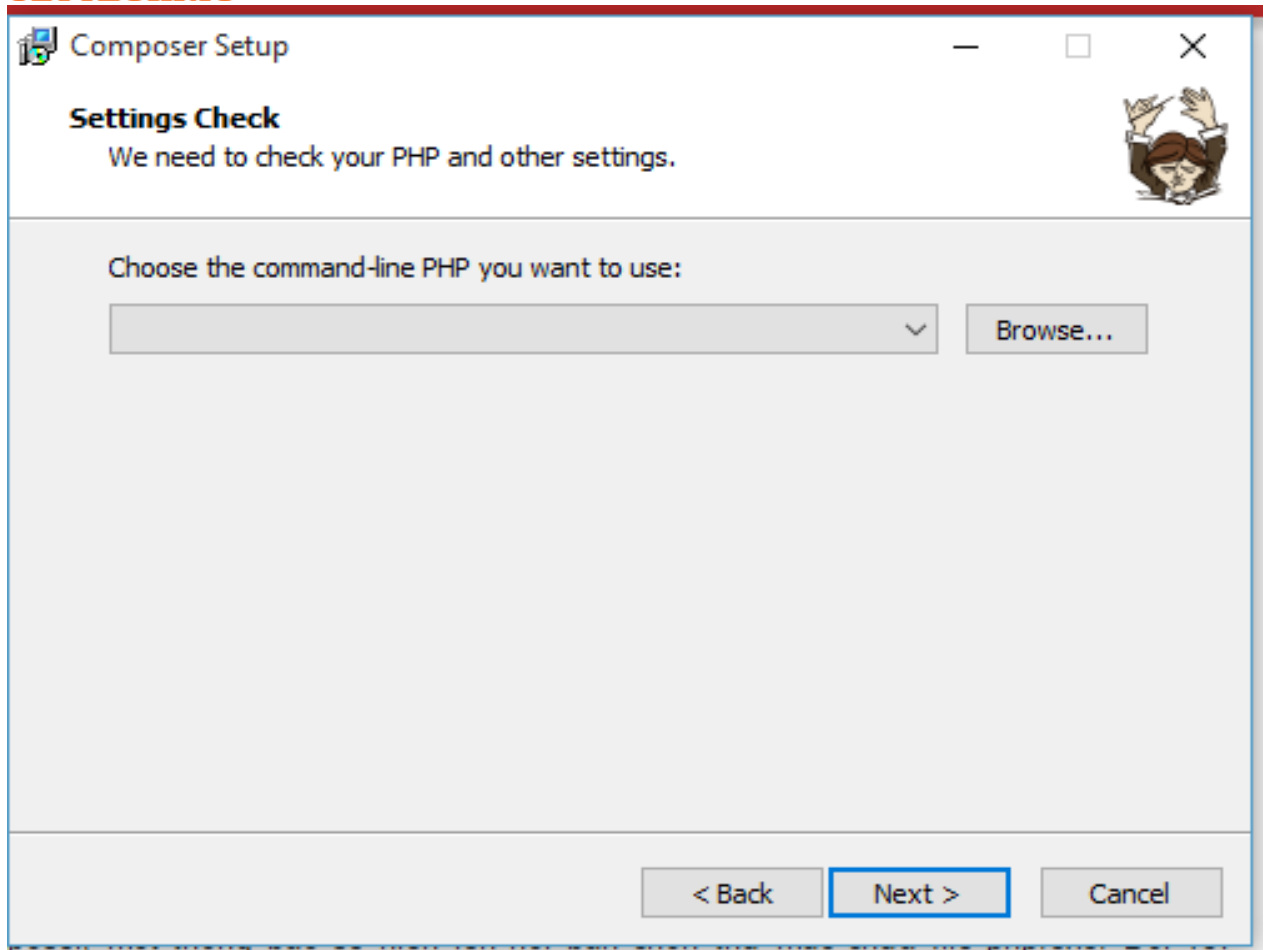 Composer Setup
Settings Check
We need to check your PHP and other settings.
Choose the command-line PHP you want to use:
Browse...
< Back
Next >
Cancel